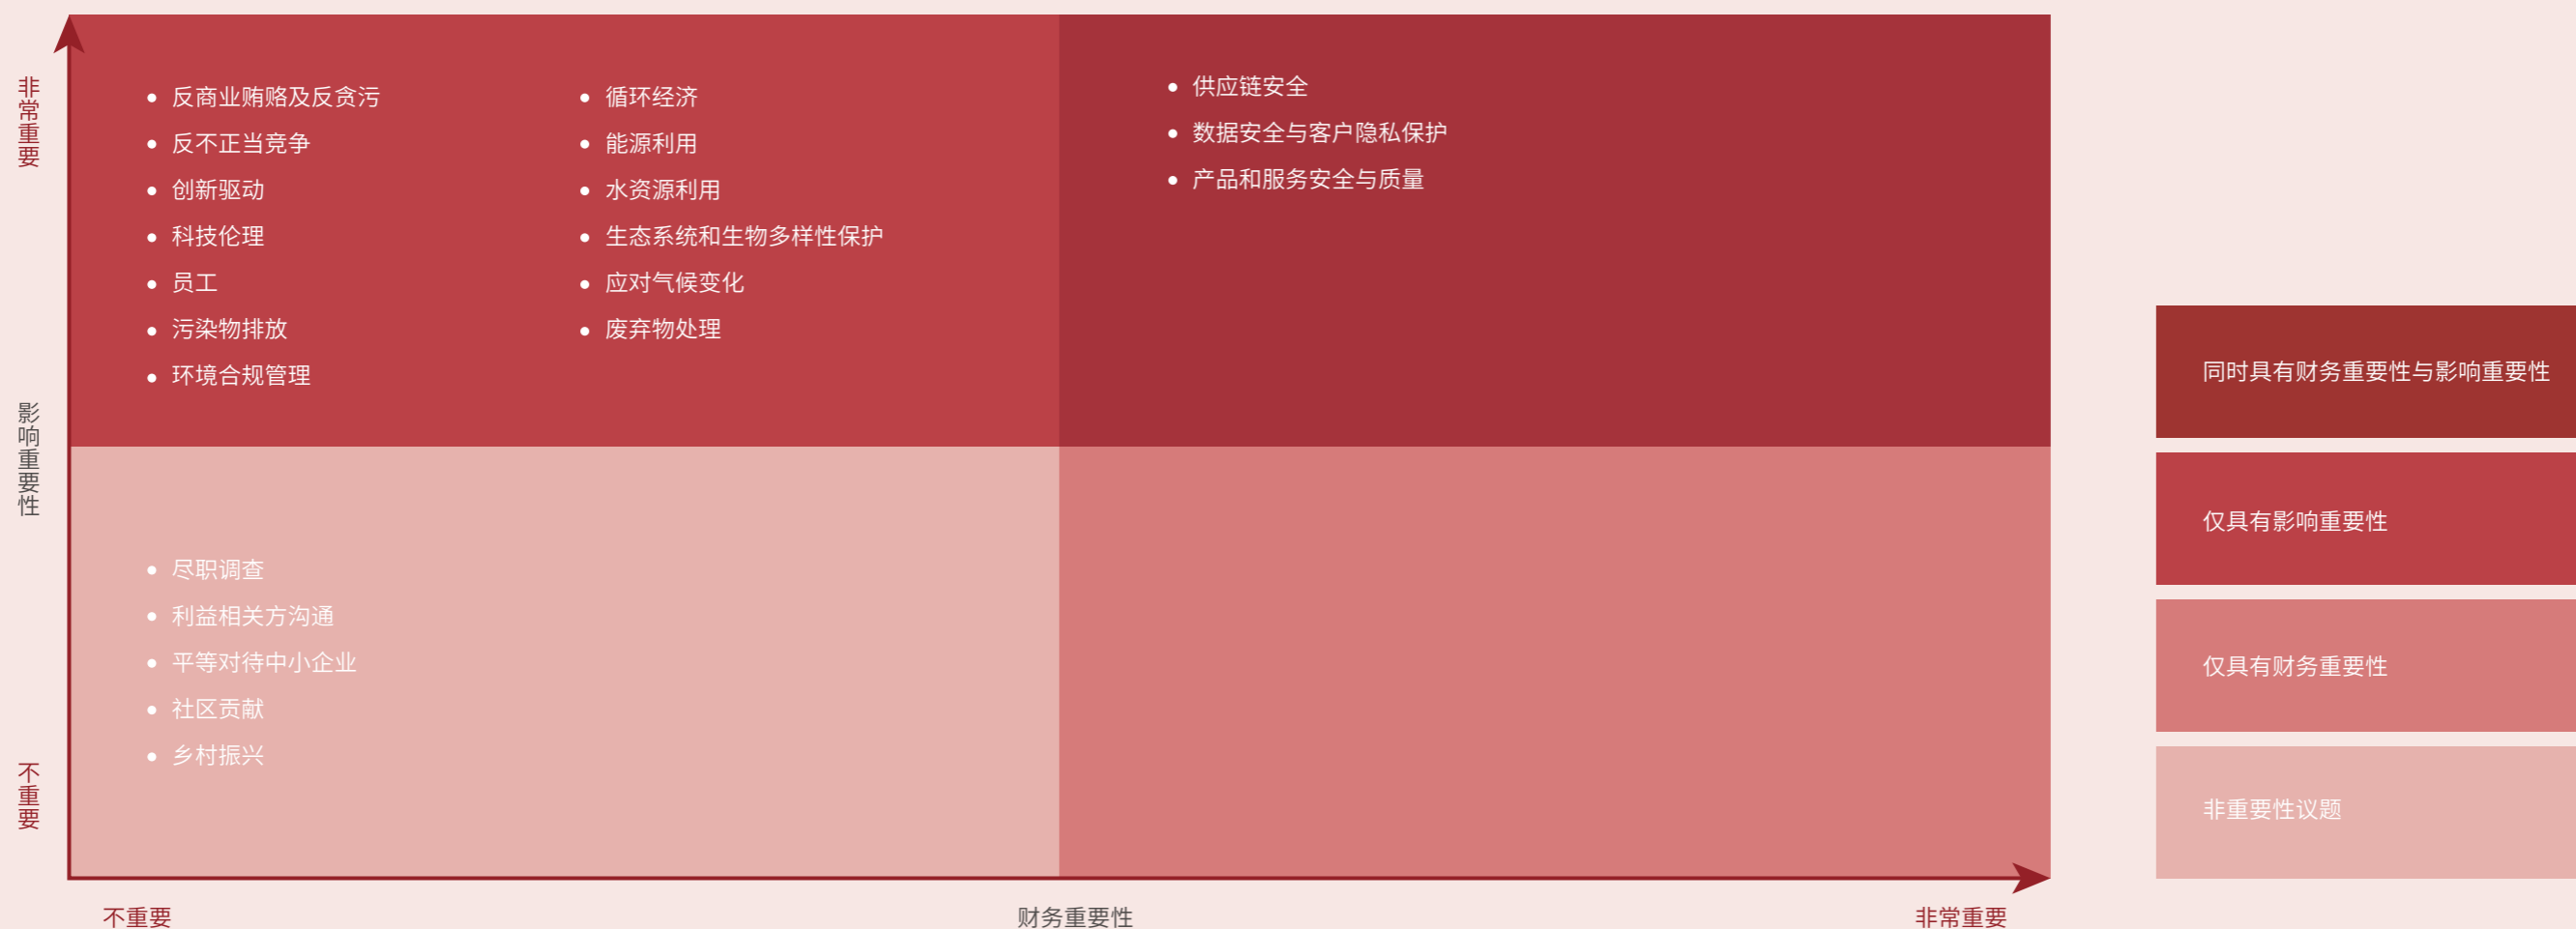 非常重要
影响重要性
不重要
反商业贿赂及反贪污
反不正当竞争
创新驱动
科技伦理
员工
污染物排放
环境合规管理
循环经济
能源利用
水资源利用
生态系统和生物多样性保护
应对气候变化
废弃物处理
供应链安全
数据安全与客户隐私保护
产品和服务安全与质量
尽职调查
利益相关方沟通
平等对待中小企业
社区贡献
乡村振兴
不重要
财务重要性
非常重要
同时具有财务重要性与影响重要性
仅具有影响重要性
仅具有财务重要性
非重要性议题